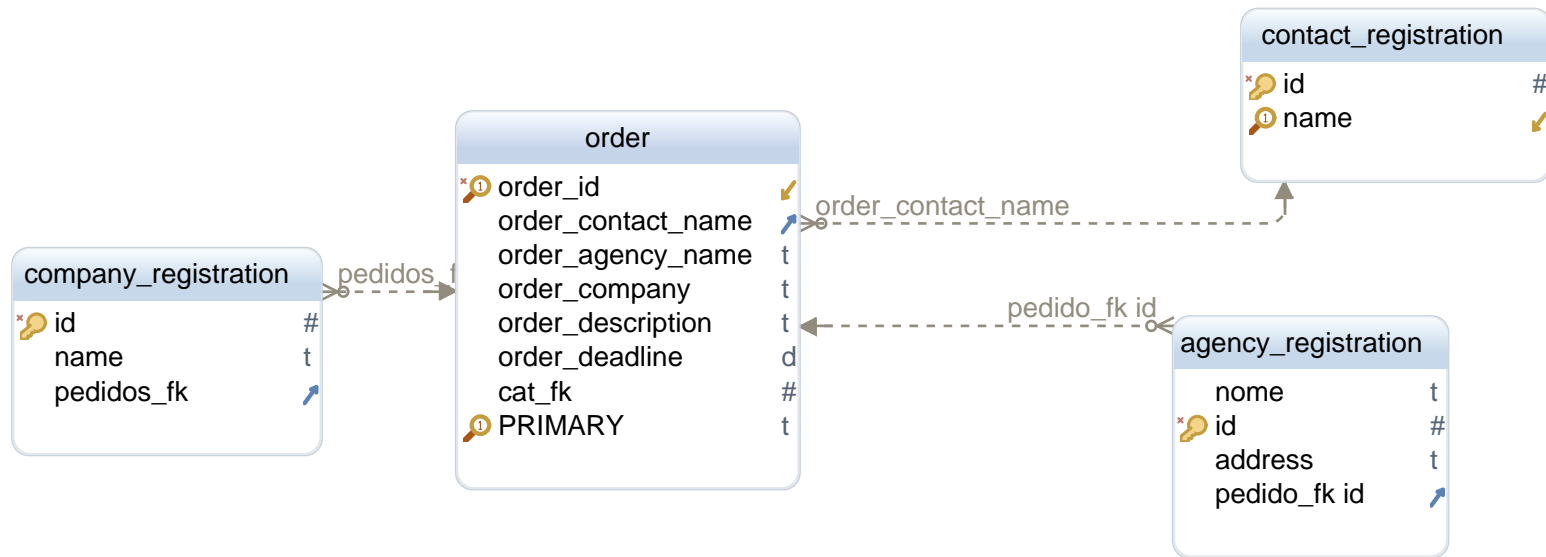 contact_registration
id #
name
order
order_id
order_contact_name
order_agency_name t
order_company t
order_description t
order_deadline d
cat_fk #
PRIMARY t
order_contact_name
company_registration
id #
name t
pedidos_fk
pedidos_f
pedido_fk id
agency_registration
nome t
id #
address t
pedido_fk id